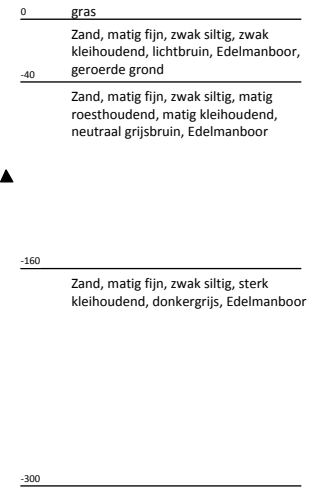 0 gras
Zand, matig fijn, zwak siltig, zwak
kleihoudend, lichtbruin, Edelmanboor,
geroerde grond
-40
Zand, matig fijn, zwak siltig, matig
roesthoudend, matig kleihoudend,
neutraal grijsbruin, Edelmanboor
-160
Zand, matig fijn, zwak siltig, sterk
kleihoudend, donkergrijs, Edelmanboor
-300